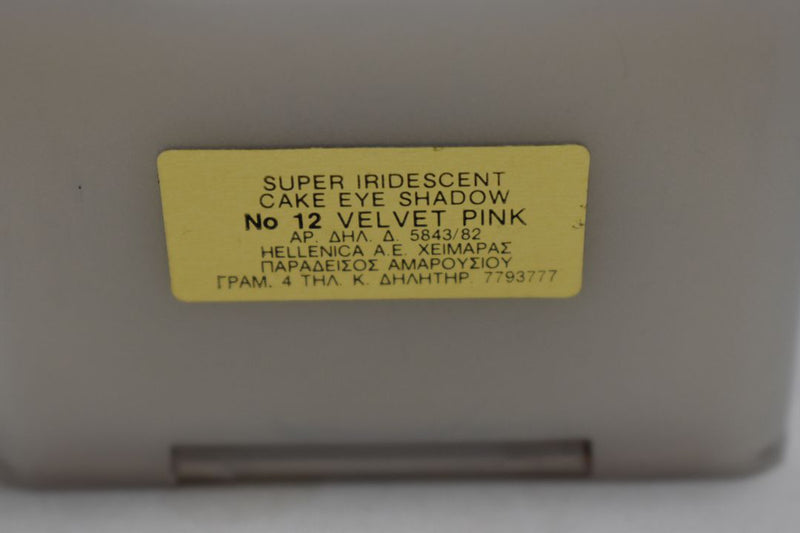 SUPER IRIDESCENT
CAKE EYE SHADOW
No 12 VELVET PINK
ΑΡ. ΔΗΛ. Δ. 5843/82
HELLENICA A.E. ΧΕΙΜΑΡΑΣ
ΠΑΡΑΔΕΙΣΟΣ ΑΜΑΡΟΥΣΙΟΥ
ΓΡΑΜ. 4 ΤΗΛ. Κ. ΔΗΛΗΤΗΡ. 7793777